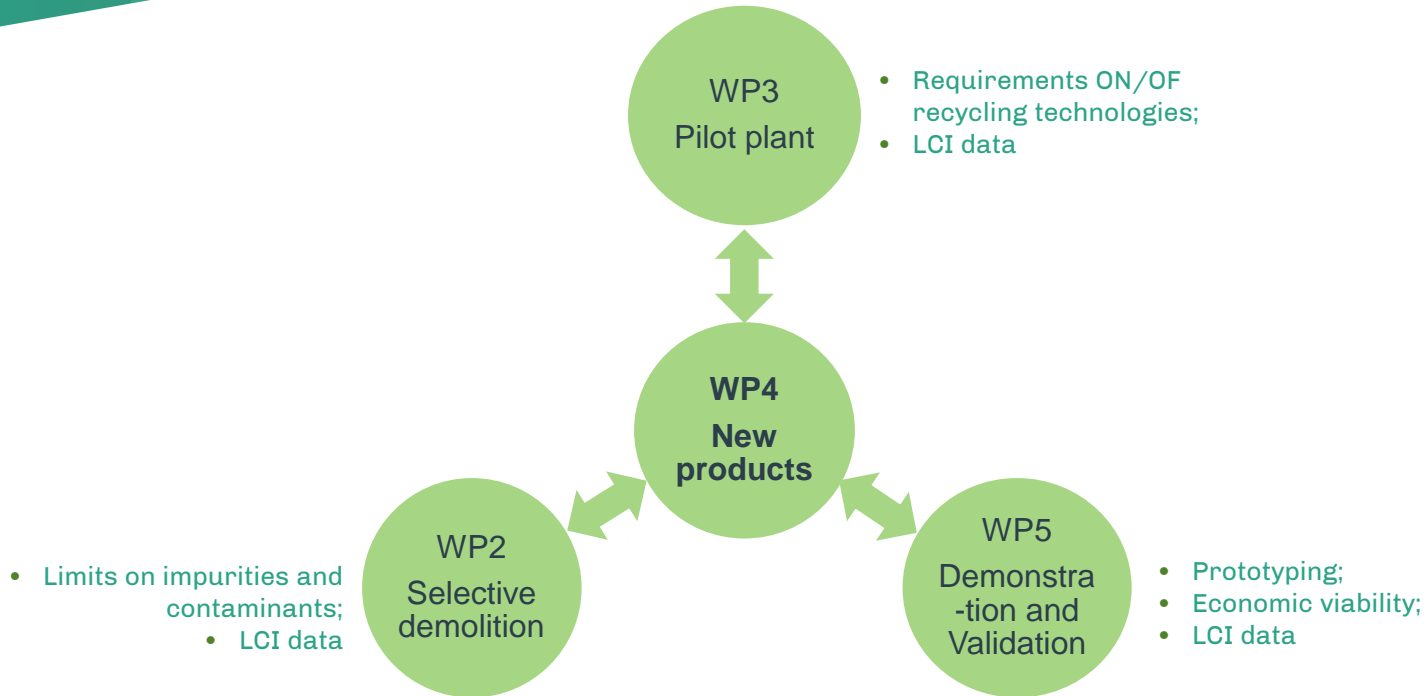 WP3
Pilot plant
• Requirements ON/OF
recycling technologies;
• LCI data
WP4
New
products
WP2
Selective
demolition
• Limits on impurities and
contaminants;
• LCI data
WP5
Demonstra
-tion and
Validation
• Prototyping;
• Economic viability;
• LCI data